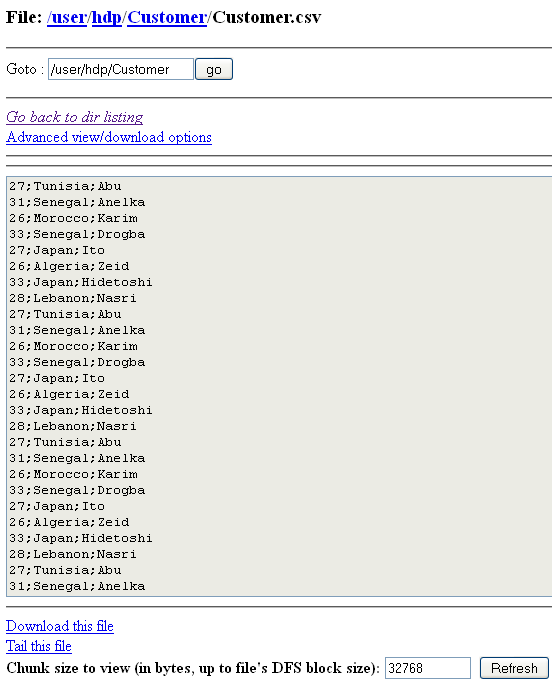 File: /user/hdp/Customer/Customer.csv
Goto : /user/hdp/Customer go
Go back to dir listing
Advanced view/download options
27;Tunisia;Abu
31;Senegal;Anelka
26;Morocco;Karim
33;Senegal;Drogba
27;Japan;Ito
26;Algeria;Zeid
33;Japan;Hidetoshi
28;Lebanon;Nasri
27;Tunisia;Abu
31;Senegal;Anelka
26;Morocco;Karim
33;Senegal;Drogba
27;Japan;Ito
26;Algeria;Zeid
33;Japan;Hidetoshi
28;Lebanon;Nasri
27;Tunisia;Abu
31;Senegal;Anelka
26;Morocco;Karim
33;Senegal;Drogba
27;Japan;Ito
26;Algeria;Zeid
33;Japan;Hidetoshi
28;Lebanon;Nasri
27;Tunisia;Abu
31;Senegal;Anelka
Download this file
Tail this file
Chunk size to view (in bytes, up to file's DFS block size): 32768 Refresh